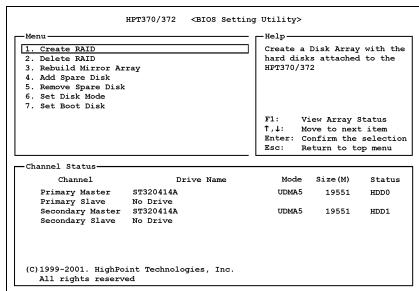 HPT370/372 <BIOS Setting Utility>
Menu
1. Create RAID
2. Delete RAID
3. Rebuild Mirror Array
4. Add Spare Disk
5. Remove Spare Disk
6. Set Disk Mode
7. Set Boot Disk
Help
Create a Disk Array with the
hard disks attached to the
HPT370/372
F1: View Array Status
↑,↓: Move to next item
Enter: Confirm the selection
Esc: Return to top menu
Channel Status
Channel Drive Name Mode Size(M) Status
Primary Master ST320414A UDMA5 19551 HDD0
Primary Slave No Drive
Secondary Master ST320414A UDMA5 19551 HDD1
Secondary Slave No Drive
(C)1999-2001. HighPoint Technologies, Inc.
All rights reserved